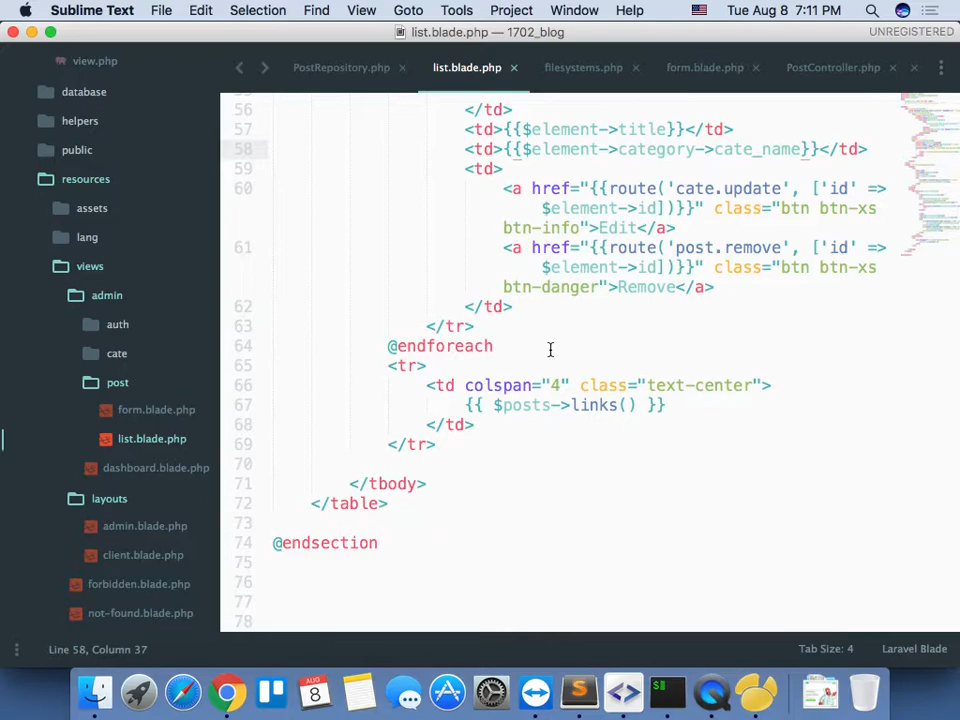 Sublime Text File Edit Selection Find View Goto Tools Project Window Help Tue Aug 8 7:11 PM
list.blade.php — 1702_blog UNREGISTERED
view.php
database
helpers
public
resources
assets
lang
views
admin
auth
cate
post
form.blade.php
list.blade.php
dashboard.blade.php
layouts
admin.blade.php
client.blade.php
forbidden.blade.php
not-found.blade.php
PostRepository.php × list.blade.php × filesystems.php × form.blade.php × PostController.php × ×
56 </td>
57 <td>{{$element->title}}</td>
58 <td>{{$element->category->cate_name}}</td>
59 <td>
60 <a href="{{route('cate.update', ['id' =>
$element->id])}}" class="btn btn-xs
btn-info">Edit</a>
61 <a href="{{route('post.remove', ['id' =>
$element->id])}}" class="btn btn-xs
btn-danger">Remove</a>
62 </td>
63 </tr>
64 @endforeach
65 <tr>
66 <td colspan="4" class="text-center">
67 {{ $posts->links() }}
68 </td>
69 </tr>
70
71 </tbody>
72 </table>
73
74 @endsection
75
76
77
78
Line 58, Column 37 Tab Size: 4 Laravel Blade
AUG
8
S
$